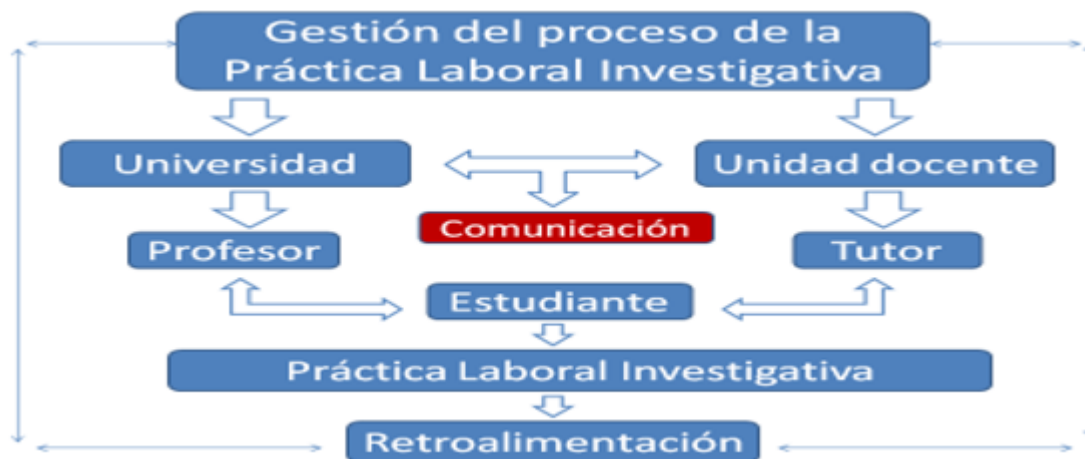 Gestión del proceso de la
Práctica Laboral Investigativa
Universidad
Unidad docente
Comunicación
Profesor
Tutor
Estudiante
Práctica Laboral Investigativa
Retroalimentación